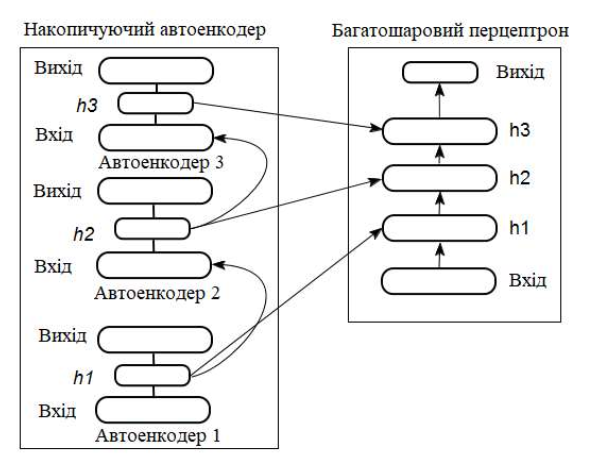 Накопичуючий автоенкодер
Вихід
h3
Вхід
Автоенкодер 3
Вихід
h2
Вхід
Автоенкодер 2
Вихід
h1
Вхід
Автоенкодер 1
Багатошаровий перцептрон
Вихід
h3
h2
h1
Вхід